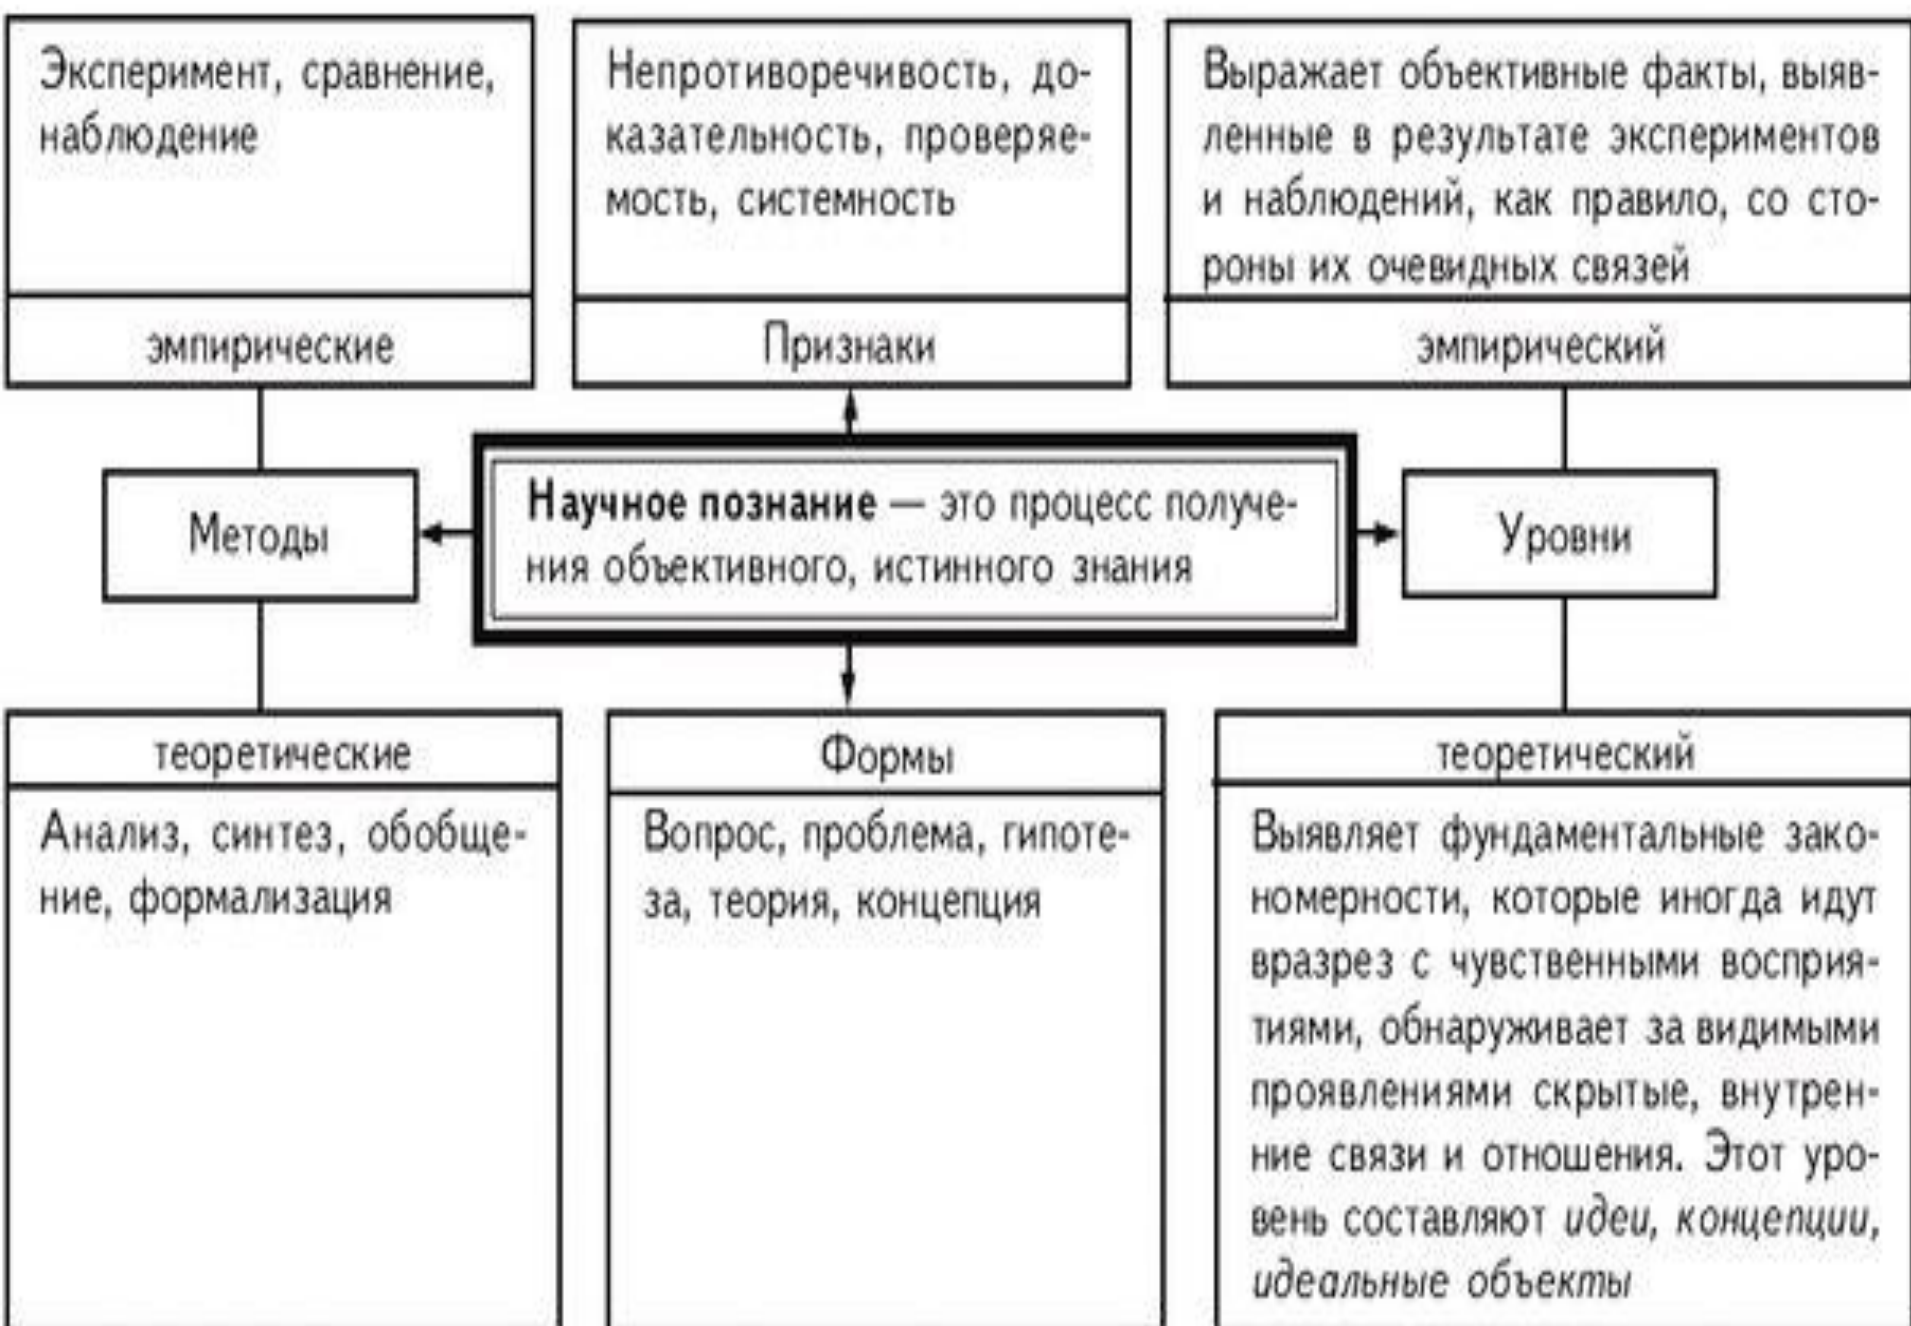 Эксперимент, сравнение,
наблюдение
эмпирические
Непротиворечивость, до-
казательность, проверяе-
мость, системность
Признаки
Выражает объективные факты, выяв-
ленные в результате экспериментов
и наблюдений, как правило, со сто-
роны их очевидных связей
эмпирический
Методы
Научное познание — это процесс получе-
ния объективного, истинного знания
Уровни
теоретические
Анализ, синтез, обобще-
ние, формализация
Формы
Вопрос, проблема, гипоте-
за, теория, концепция
теоретический
Выявляет фундаментальные зако-
номерности, которые иногда идут
вразрез с чувственными восприя-
тиями, обнаруживает за видимыми
проявлениями скрытые, внутрен-
ние связи и отношения. Этот уро-
вень составляют идеи, концепции,
идеальные объекты